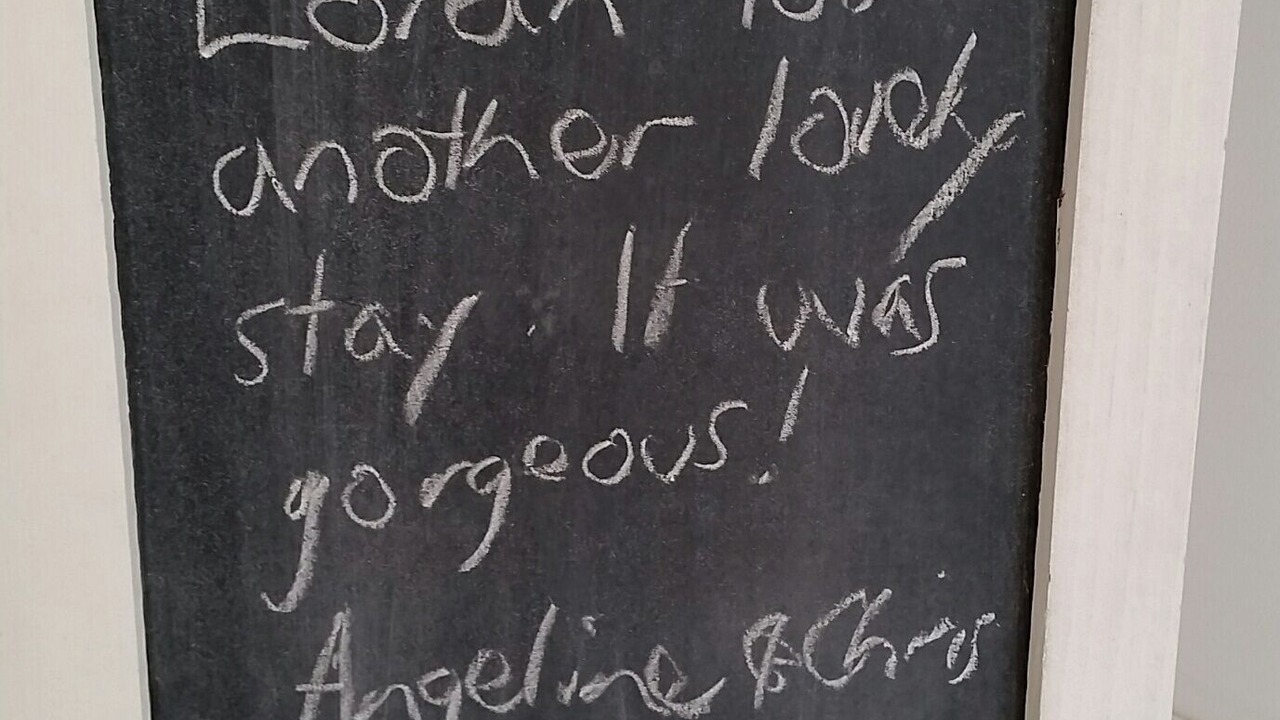 another lovely
stay. It was
gorgeous!
Angeline & Chris